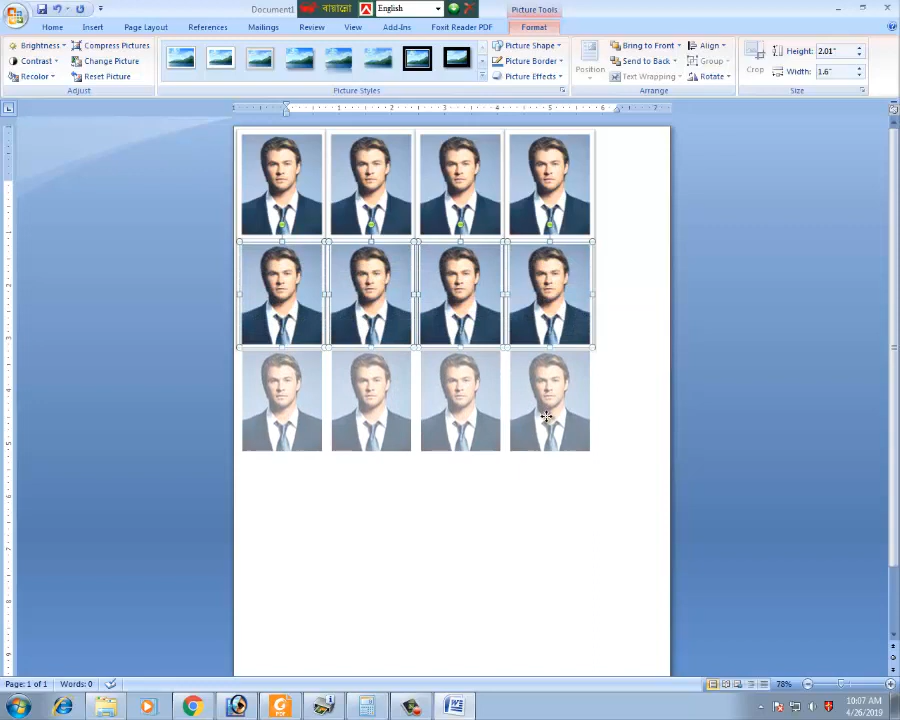 Document1
বায়ান্নো English Picture Tools
Home Insert Page Layout References Mailings Review View Add-Ins Foxit Reader PDF Format
Brightness Compress Pictures Picture Shape Bring to Front Align Height: 2.01"
Contrast Change Picture Picture Border Send to Back Group Width: 1.6"
Recolor Reset Picture Picture Effects Position Text Wrapping Rotate Crop
Adjust Picture Styles Arrange Size
Page: 1 of 1 Words: 0 78%
10:07 AM
4/26/2019